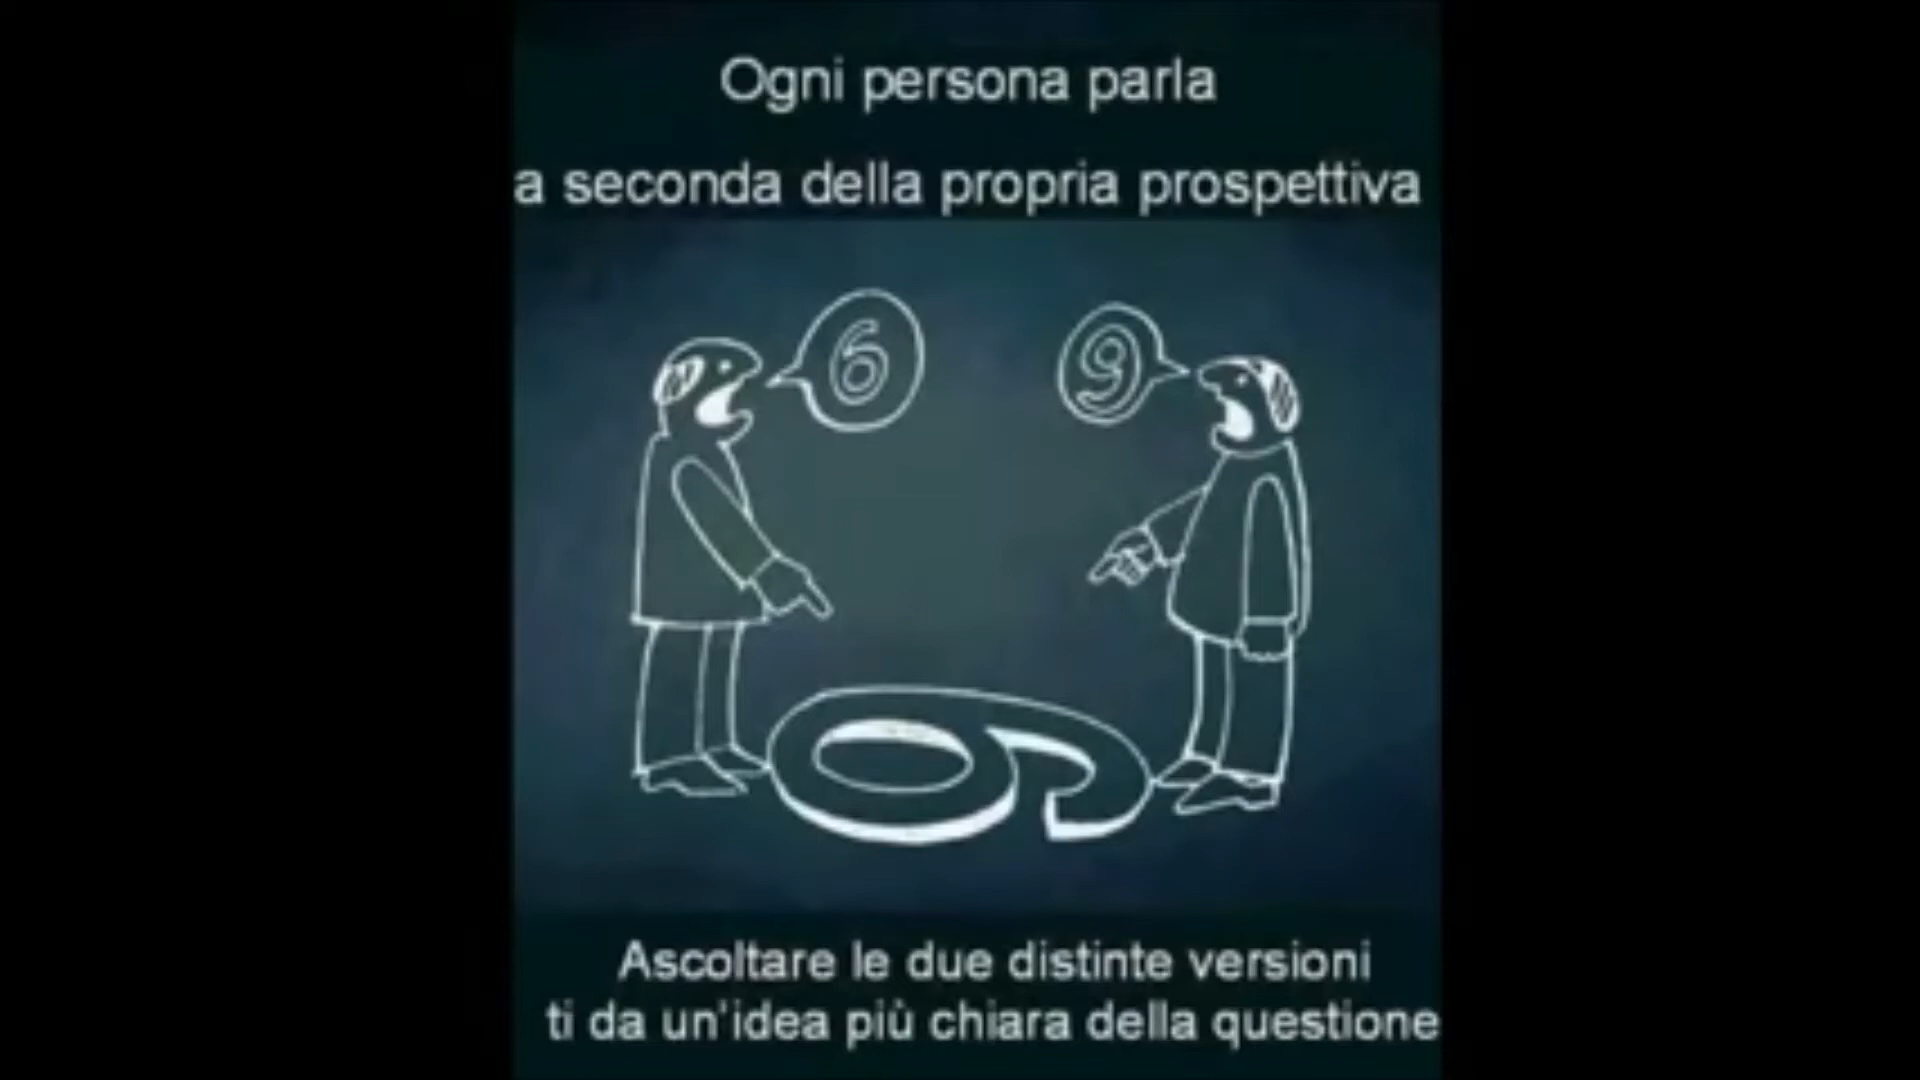 Ogni persona parla
a seconda della propria prospettiva
6
9
6
Ascoltare le due distinte versioni
ti da un'idea più chiara della questione